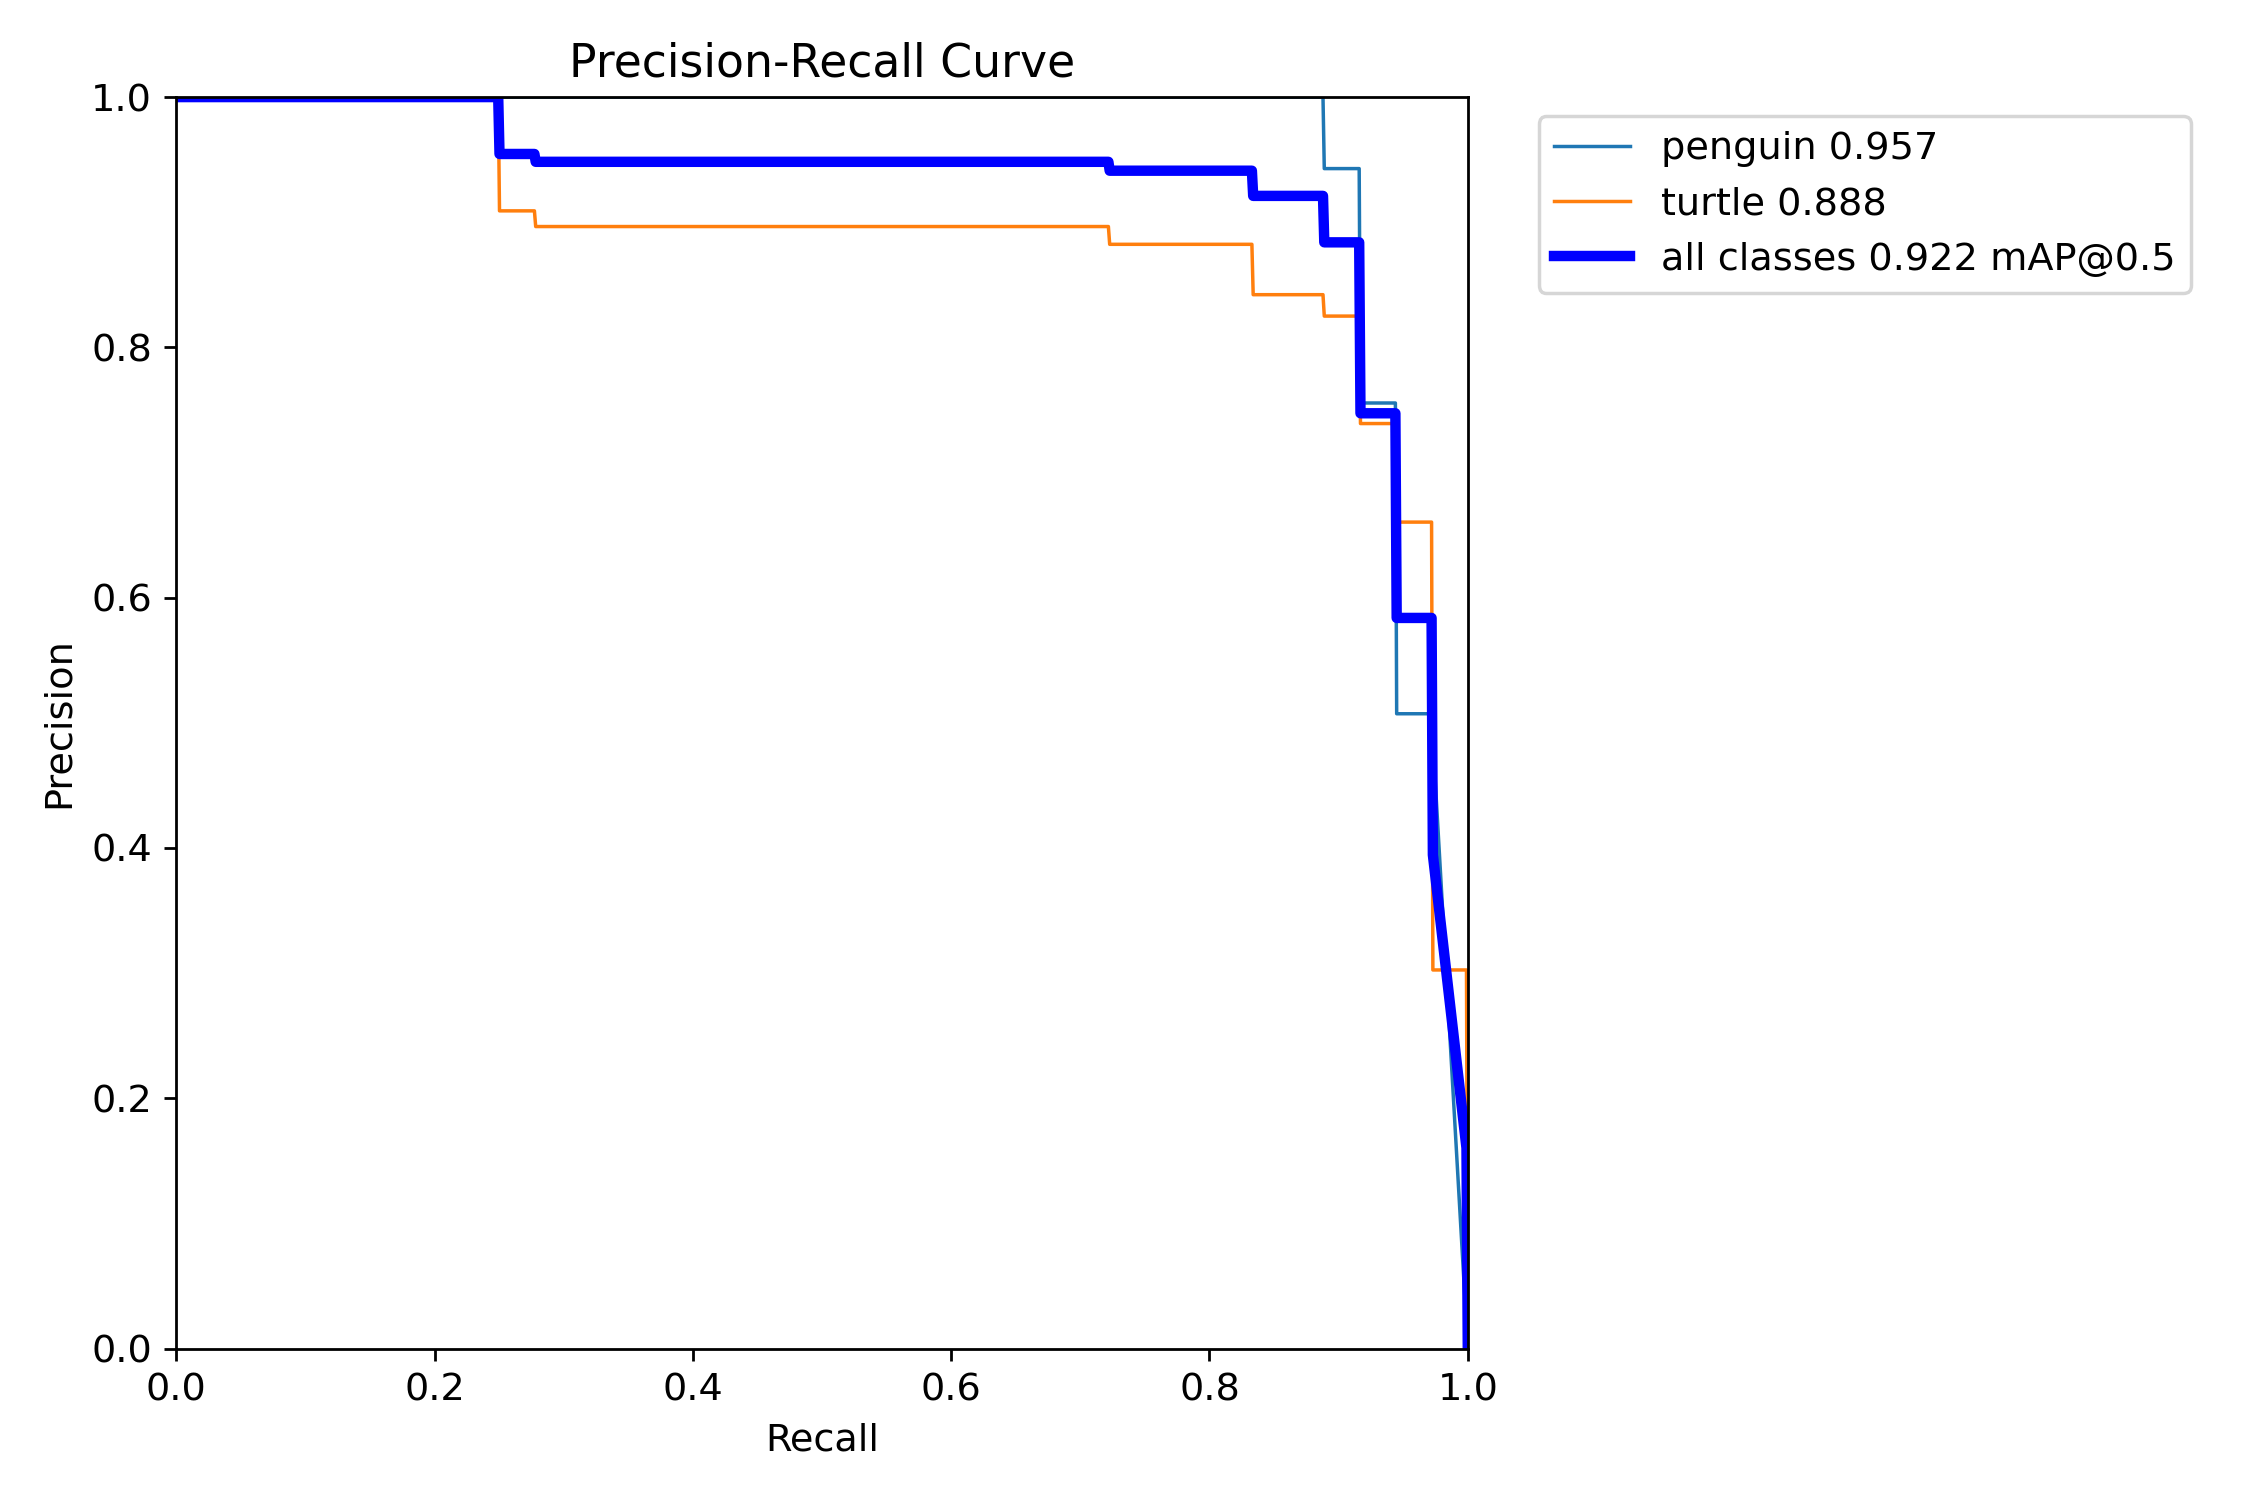 Precision-Recall Curve
penguin 0.957
turtle 0.888
all classes 0.922 mAP@0.5
Precision
1.0
0.8
0.6
0.4
0.2
0.0
0.0 0.2 0.4 0.6 0.8 1.0
Recall